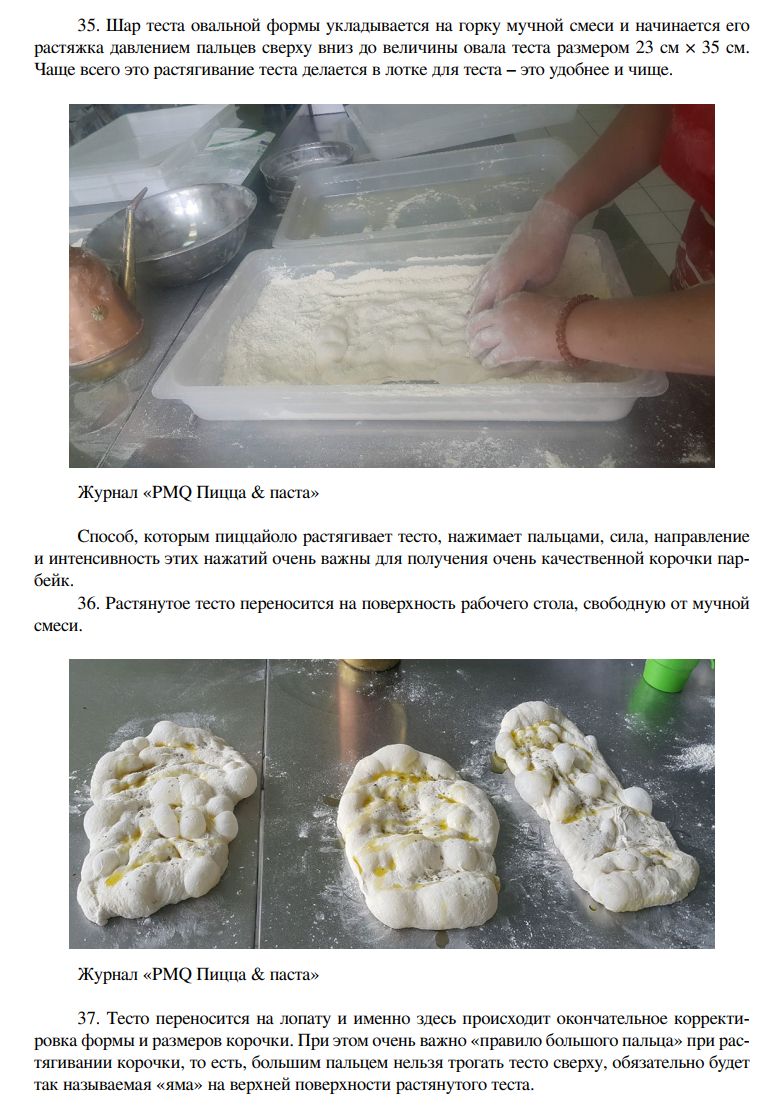 35. Шар теста овальной формы укладывается на горку мучной смеси и начинается его
растяжка давлением пальцев сверху вниз до величины овала теста размером 23 см × 35 см.
Чаще всего это растягивание теста делается в лотке для теста – это удобнее и чище.
Журнал «PMQ Пицца & паста»
Способ, которым пиццайоло растягивает тесто, нажимает пальцами, сила, направление
и интенсивность этих нажатий очень важны для получения очень качественной корочки пар-
бейк.
36. Растянутое тесто переносится на поверхность рабочего стола, свободную от мучной
смеси.
Журнал «PMQ Пицца & паста»
37. Тесто переносится на лопату и именно здесь происходит окончательное корректи-
ровка формы и размеров корочки. При этом очень важно «правило большого пальца» при рас-
тягивании корочки, то есть, большим пальцем нельзя трогать тесто сверху, обязательно будет
так называемая «яма» на верхней поверхности растянутого теста.